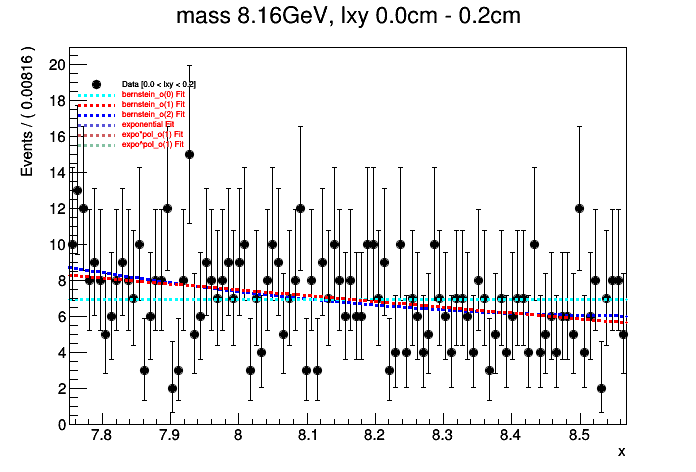 mass 8.16GeV, lxy 0.0cm - 0.2cm
Events / ( 0.00816 )
20
18
16
14
12
10
8
6
4
2
0
Data [0.0 < lxy < 0.2]
bernstein_o(0) Fit
bernstein_o(1) Fit
bernstein_o(2) Fit
exponential Fit
expo*pol_o(1) Fit
expo*pol_o(1) Fit
7.8 7.9 8 8.1 8.2 8.3 8.4 8.5
x